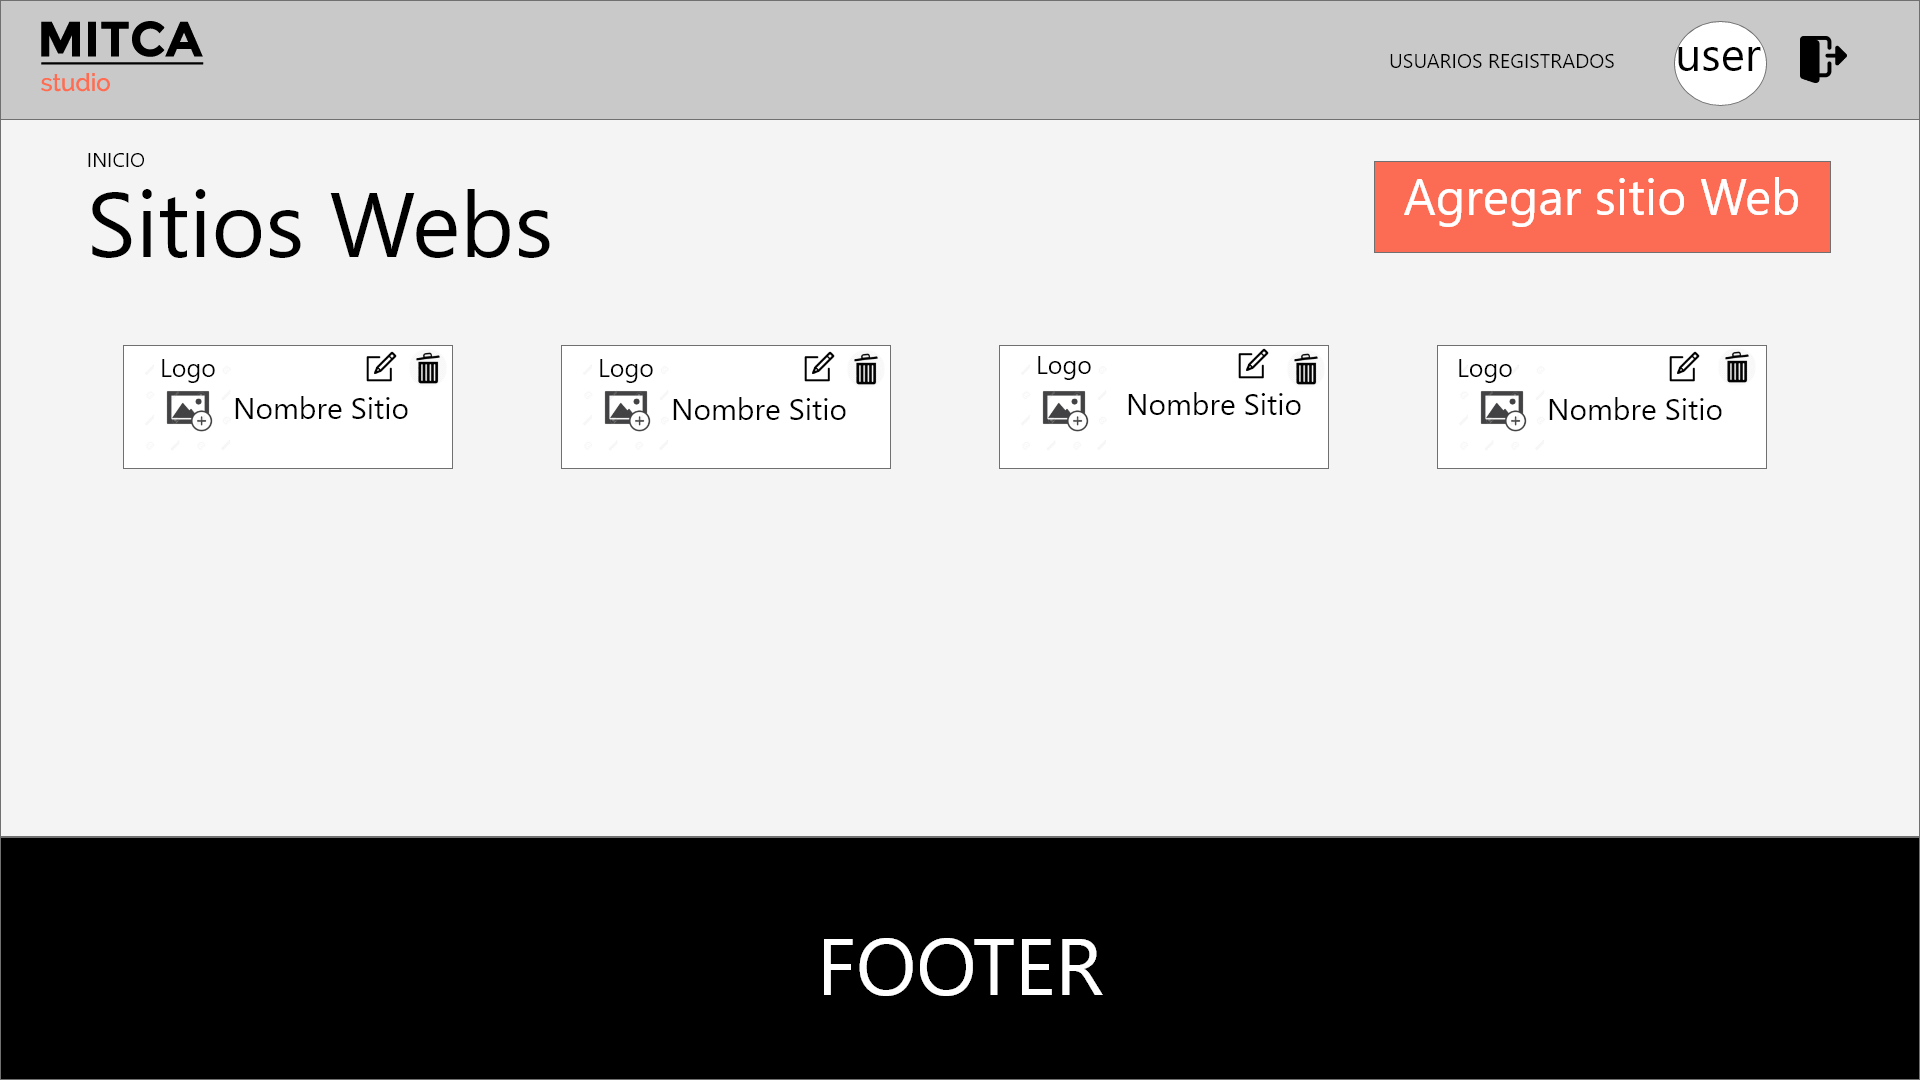 MITCA
studio
USUARIOS REGISTRADOS
user
INICIO
Sitios Webs
Agregar sitio Web
Logo
Nombre Sitio
Logo
Nombre Sitio
Logo
Nombre Sitio
Logo
Nombre Sitio
FOOTER